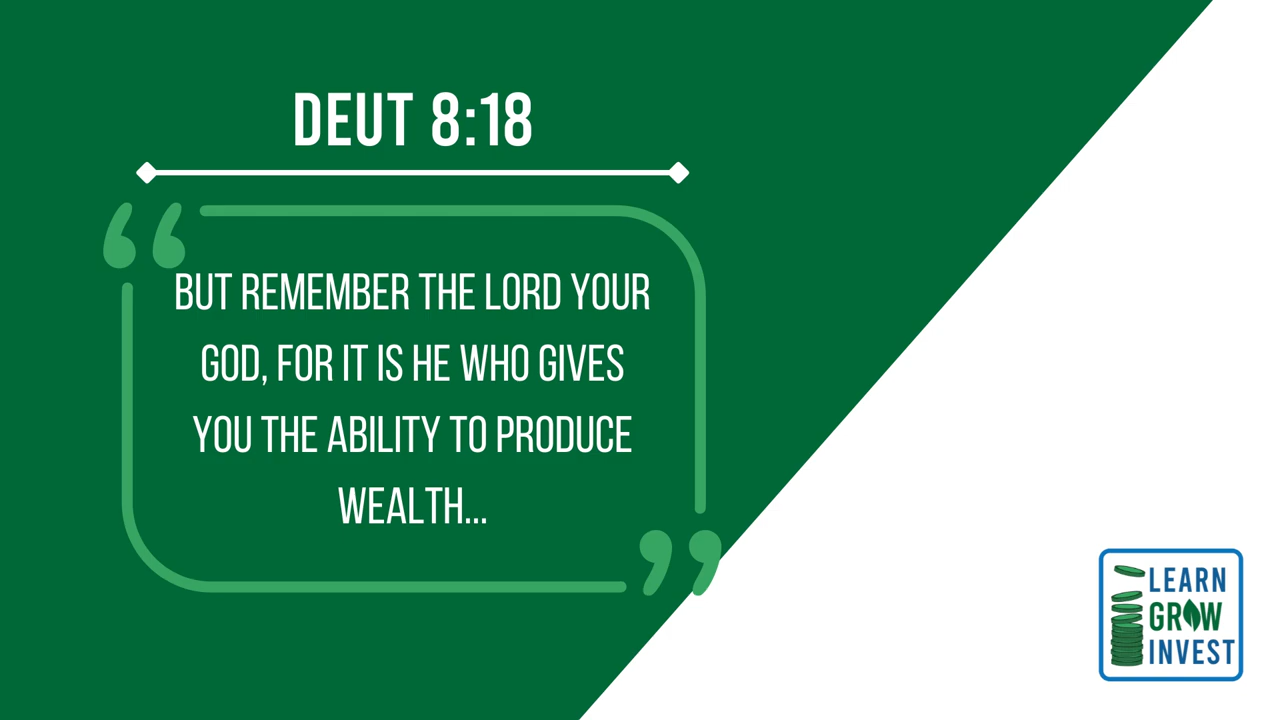 DEUT 8:18
BUT REMEMBER THE LORD YOUR
GOD, FOR IT IS HE WHO GIVES
YOU THE ABILITY TO PRODUCE
WEALTH...
LEARN
GROW
INVEST